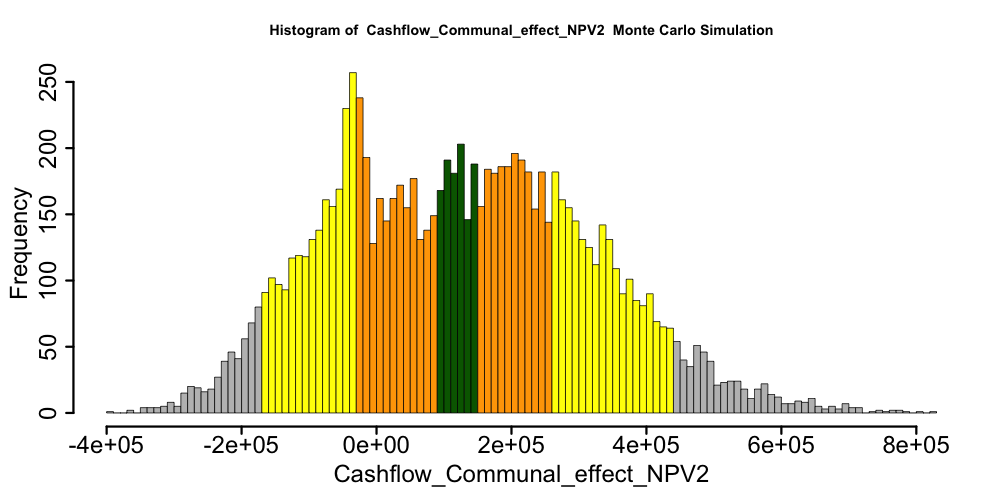 Histogram of  Cashflow_Communal_effect_NPV2  Monte Carlo Simulation
Frequency
250
200
150
100
50
0
-4e+05 -2e+05 0e+00 2e+05 4e+05 6e+05 8e+05
Cashflow_Communal_effect_NPV2